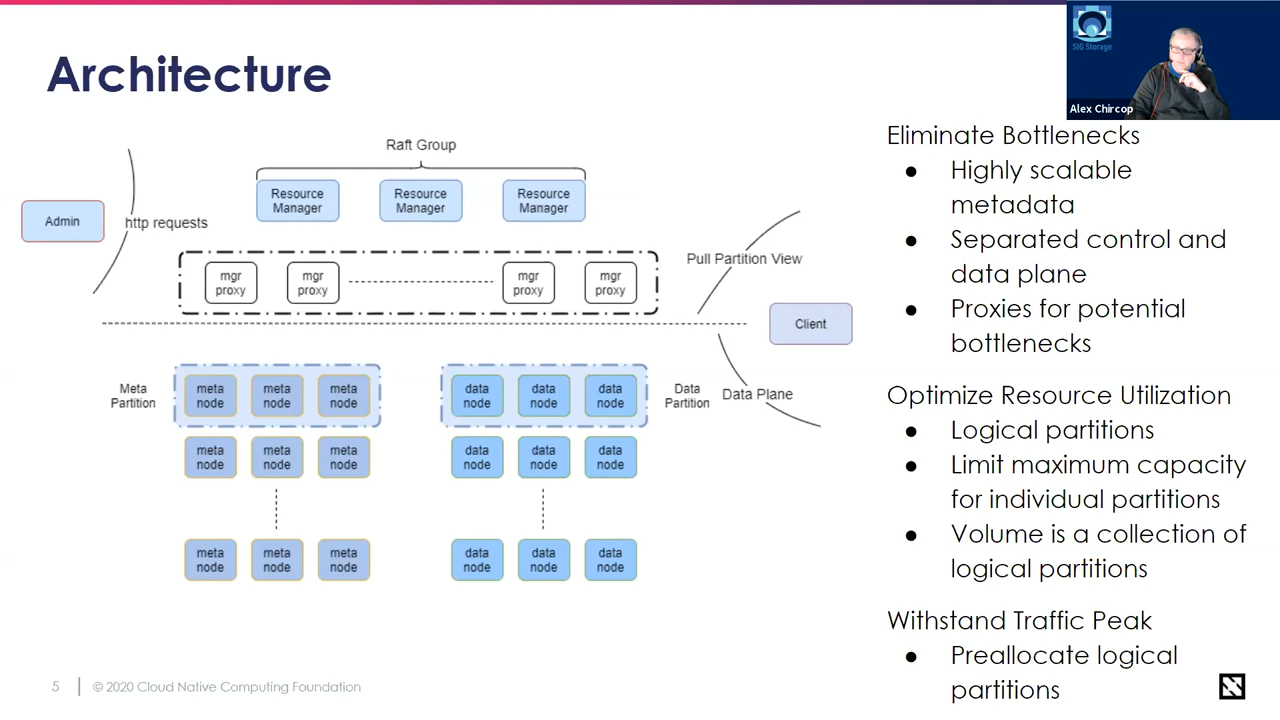 Architecture
SIG Storage
Alex Chircop
Raft Group
Resource
Manager
Resource
Manager
Resource
Manager
Admin
http requests
mgr
proxy
mgr
proxy
mgr
proxy
mgr
proxy
Pull Partition View
Client
Meta
Partition
meta
node
meta
node
meta
node
data
node
data
node
data
node
Data
Partition
Data Plane
meta
node
meta
node
meta
node
data
node
data
node
data
node
meta
node
meta
node
meta
node
data
node
data
node
data
node
Eliminate Bottlenecks
● Highly scalable
metadata
● Separated control and
data plane
● Proxies for potential
bottlenecks
Optimize Resource Utilization
● Logical partitions
● Limit maximum capacity
for individual partitions
● Volume is a collection of
logical partitions
Withstand Traffic Peak
● Preallocate logical
partitions
5
© 2020 Cloud Native Computing Foundation